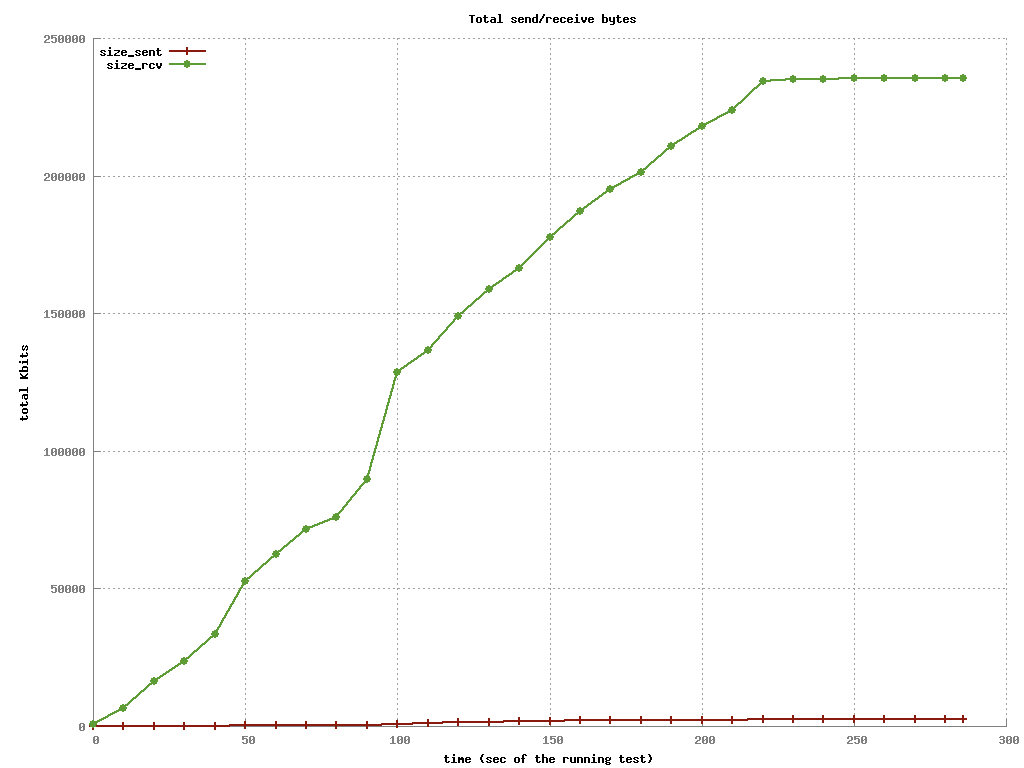 Total send/receive bytes
250000
size_sent
size_rcv
200000
150000
total Kbits
100000
50000
0
0 50 100 150 200 250 300
time (sec of the running test)